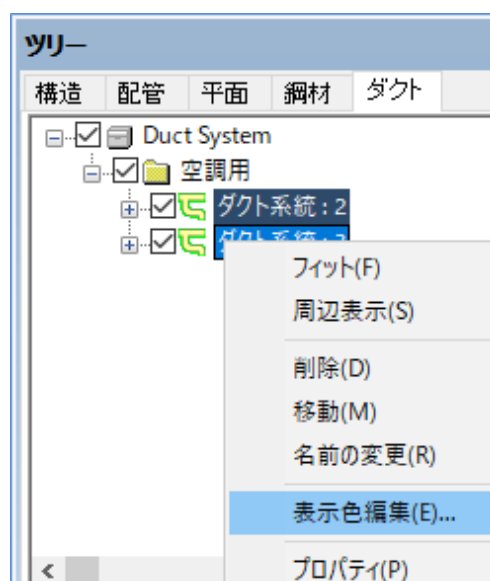 ツリー
構造 配管 平面 鋼材 ダクト
Duct System
空調用
ダクト系統 : 2
フィット(F)
周辺表示(S)
削除(D)
移動(M)
名前の変更(R)
表示色編集(E)...
プロパティ(P)